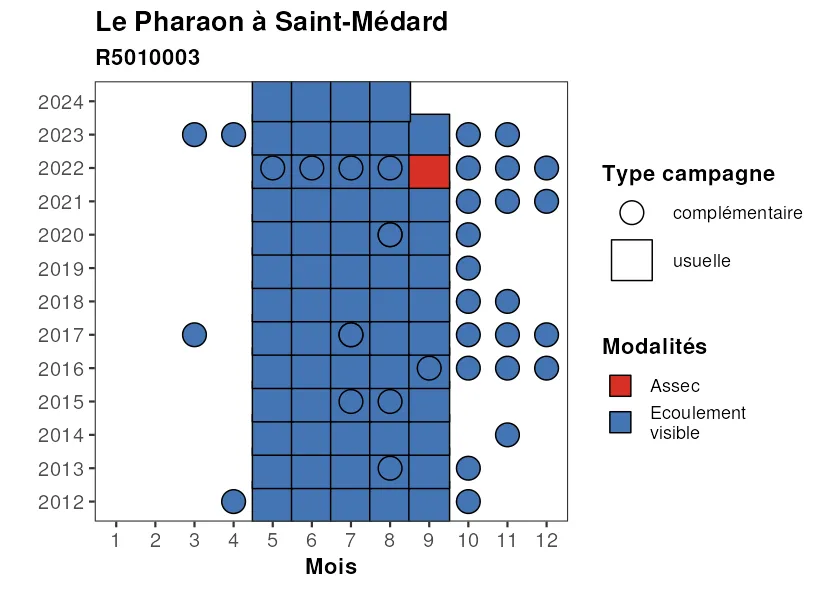 Le Pharaon à Saint-Médard
R5010003
2024
2023
2022
2021
2020
2019
2018
2017
2016
2015
2014
2013
2012
1 2 3 4 5 6 7 8 9 10 11 12
Mois
Type campagne
complémentaire
usuelle
Modalités
Assec
Ecoulement
visible